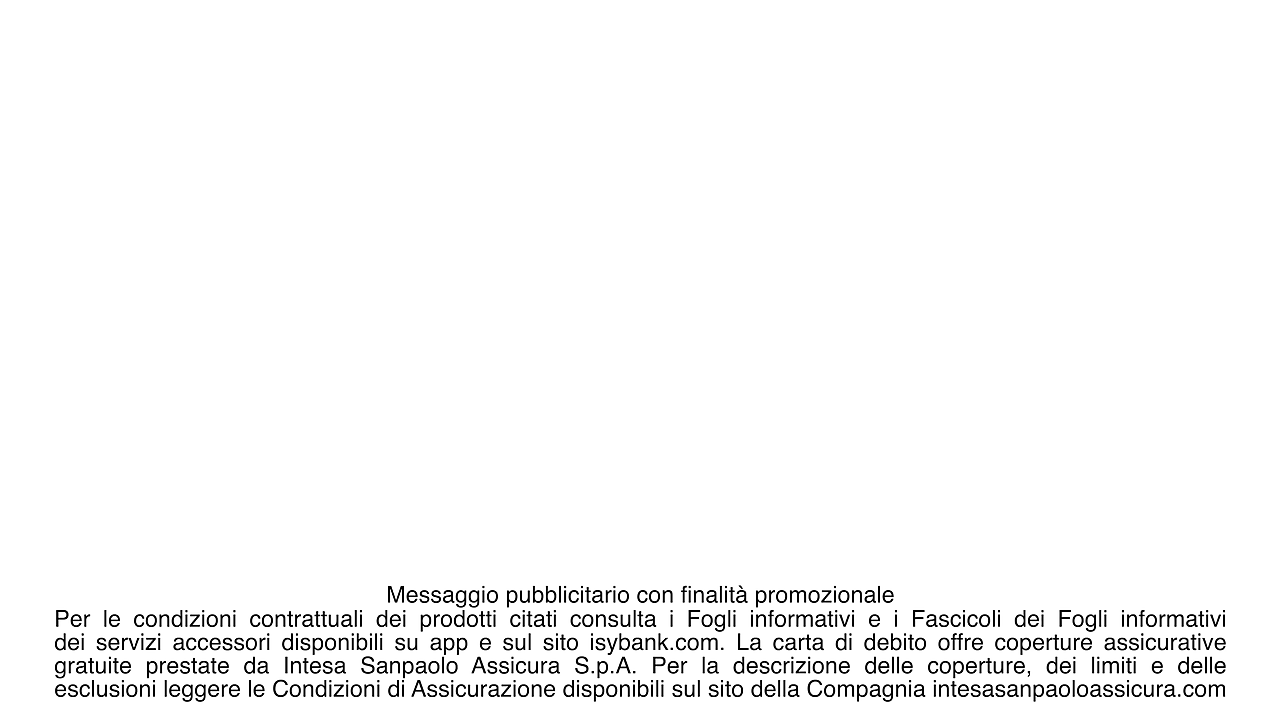 Messaggio pubblicitario con finalità promozionale
Per le condizioni contrattuali dei prodotti citati consulta i Fogli informativi e i Fascicoli dei Fogli informativi
dei servizi accessori disponibili su app e sul sito isybank.com. La carta di debito offre coperture assicurative
gratuite prestate da Intesa Sanpaolo Assicura S.p.A. Per la descrizione delle coperture, dei limiti e delle
esclusioni leggere le Condizioni di Assicurazione disponibili sul sito della Compagnia intesasanpaoloassicura.com